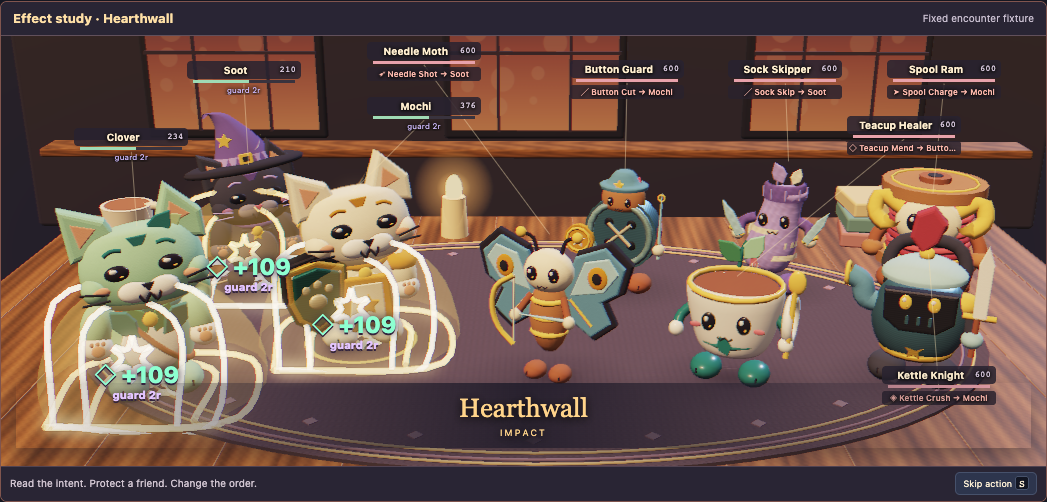 Effect study · Hearthwall
Fixed encounter fixture
Needle Moth 600
Needle Shot → Soot
Soot 210
guard 2r
Button Guard 600
Button Cut → Mochi
Sock Skipper 600
Sock Skip → Soot
Spool Ram 600
Spool Charge → Mochi
Mochi 376
guard 2r
Teacup Healer 600
Teacup Mend → Butto...
Clover 234
guard 2r
+109
guard 2r
+109
guard 2r
+109
guard 2r
Kettle Knight 600
Kettle Crush → Mochi
Hearthwall
IMPACT
Read the intent. Protect a friend. Change the order.
Skip action S